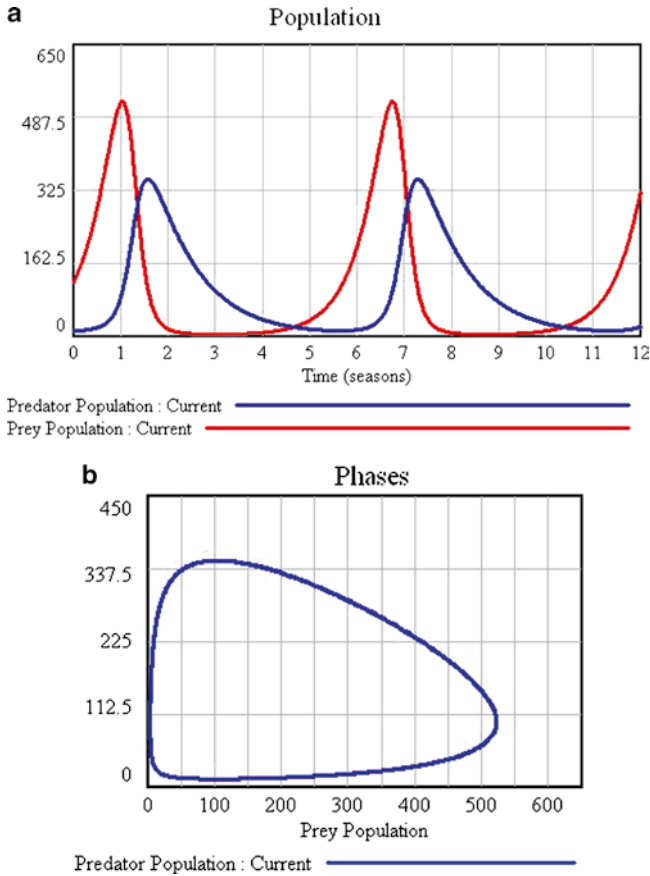 a
Population
650
487.5
325
162.5
0
0 1 2 3 4 5 6 7 8 9 10 11 12
Time (seasons)
Predator Population : Current
Prey Population : Current
b
Phases
450
337.5
225
112.5
0
0 100 200 300 400 500 600
Prey Population
Predator Population : Current